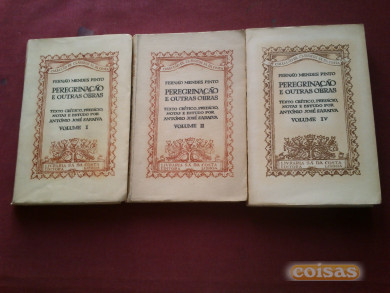 FERNÃO MENDES PINTO
PEREGRINAÇÃO
E OUTRAS OBRAS
TEXTO CRÍTICO, PREFÁCIO,
NOTAS E ESTUDO POR
ANTÓNIO JOSÉ SARAIVA
VOLUME I
LIVRARIA SÁ DA COSTA
FERNÃO MENDES PINTO
PEREGRINAÇÃO
E OUTRAS OBRAS
TEXTO CRÍTICO, PREFÁCIO,
NOTAS E ESTUDO POR
ANTÓNIO JOSÉ SARAIVA
VOLUME II
LIVRARIA SÁ DA COSTA
FERNÃO MENDES PINTO
PEREGRINAÇÃO
E OUTRAS OBRAS
TEXTO CRÍTICO, PREFÁCIO,
NOTAS E ESTUDO POR
ANTÓNIO JOSÉ SARAIVA
VOLUME IV
LIVRARIA SÁ DA COSTA
coisas